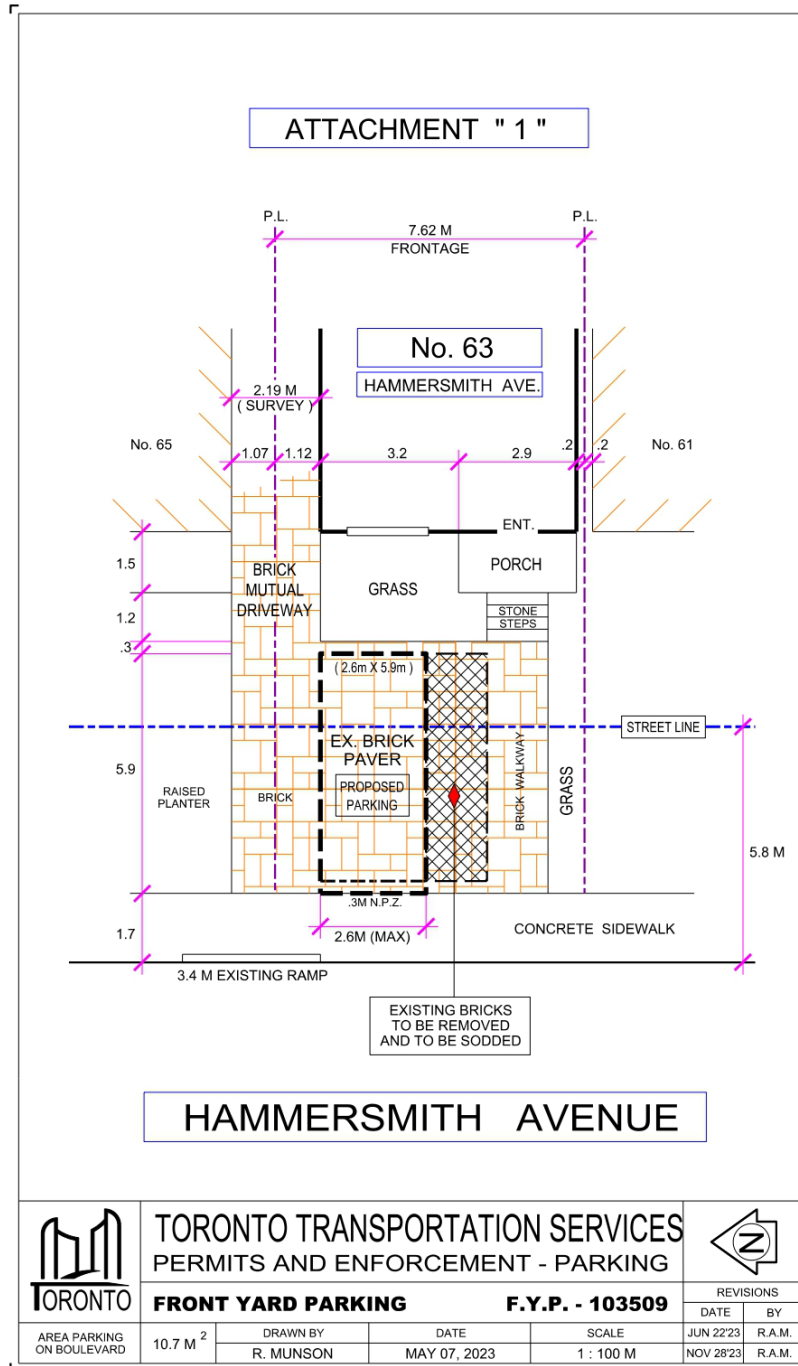 ATTACHMENT " 1 "
P.L.
P.L.
7.62 M
FRONTAGE
No. 63
HAMMERSMITH AVE.
2.19 M
( SURVEY )
No. 65
1.07
1.12
3.2
2.9
.2
.2
No. 61
ENT.
1.5
BRICK
MUTUAL
DRIVEWAY
GRASS
PORCH
1.2
STONE
STEPS
.3
( 2.6m X 5.9m )
STREET LINE
EX. BRICK
PAVER
5.9
RAISED
PLANTER
BRICK
PROPOSED
PARKING
BRICK WALKWAY
GRASS
5.8 M
.3M N.P.Z.
1.7
2.6M (MAX)
CONCRETE SIDEWALK
3.4 M EXISTING RAMP
EXISTING BRICKS
TO BE REMOVED
AND TO BE SODDED
HAMMERSMITH AVENUE
TORONTO
TORONTO TRANSPORTATION SERVICES
PERMITS AND ENFORCEMENT - PARKING
N
FRONT YARD PARKING F.Y.P. - 103509
REVISIONS
DATE BY
AREA PARKING
ON BOULEVARD
10.7 M 2
DRAWN BY DATE SCALE
R. MUNSON MAY 07, 2023 1 : 100 M
JUN 22'23 R.A.M.
NOV 28'23 R.A.M.